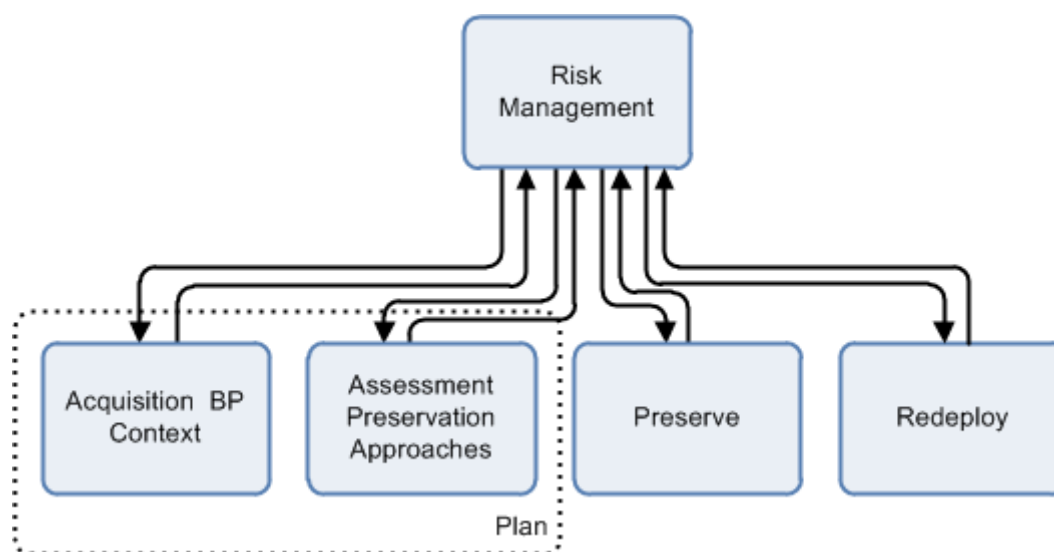 Risk
Management
Acquisition BP
Context
Assessment
Preservation
Approaches
Preserve
Redeploy
Plan